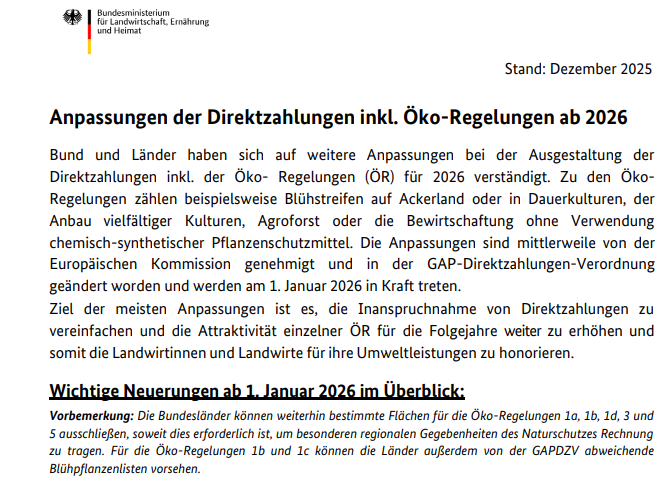 Bundesministerium
für Landwirtschaft, Ernährung
und Heimat
Stand: Dezember 2025
Anpassungen der Direktzahlungen inkl. Öko-Regelungen ab 2026
Bund und Länder haben sich auf weitere Anpassungen bei der Ausgestaltung der
Direktzahlungen inkl. der Öko- Regelungen (ÖR) für 2026 verständigt. Zu den Öko-
Regelungen zählen beispielsweise Blühstreifen auf Ackerland oder in Dauerkulturen, der
Anbau vielfältiger Kulturen, Agroforst oder die Bewirtschaftung ohne Verwendung
chemisch-synthetischer Pflanzenschutzmittel. Die Anpassungen sind mittlerweile von der
Europäischen Kommission genehmigt und in der GAP-Direktzahlungen-Verordnung
geändert worden und werden am 1. Januar 2026 in Kraft treten.
Ziel der meisten Anpassungen ist es, die Inanspruchnahme von Direktzahlungen zu
vereinfachen und die Attraktivität einzelner ÖR für die Folgejahre weiter zu erhöhen und
somit die Landwirtinnen und Landwirte für ihre Umweltleistungen zu honorieren.
Wichtige Neuerungen ab 1. Januar 2026 im Überblick:
Vorbemerkung: Die Bundesländer können weiterhin bestimmte Flächen für die Öko-Regelungen 1a, 1b, 1d, 3 und
5 ausschließen, soweit dies erforderlich ist, um besonderen regionalen Gegebenheiten des Naturschutzes Rechnung
zu tragen. Für die Öko-Regelungen 1b und 1c können die Länder außerdem von der GAPDZV abweichende
Blühpflanzenlisten vorsehen.